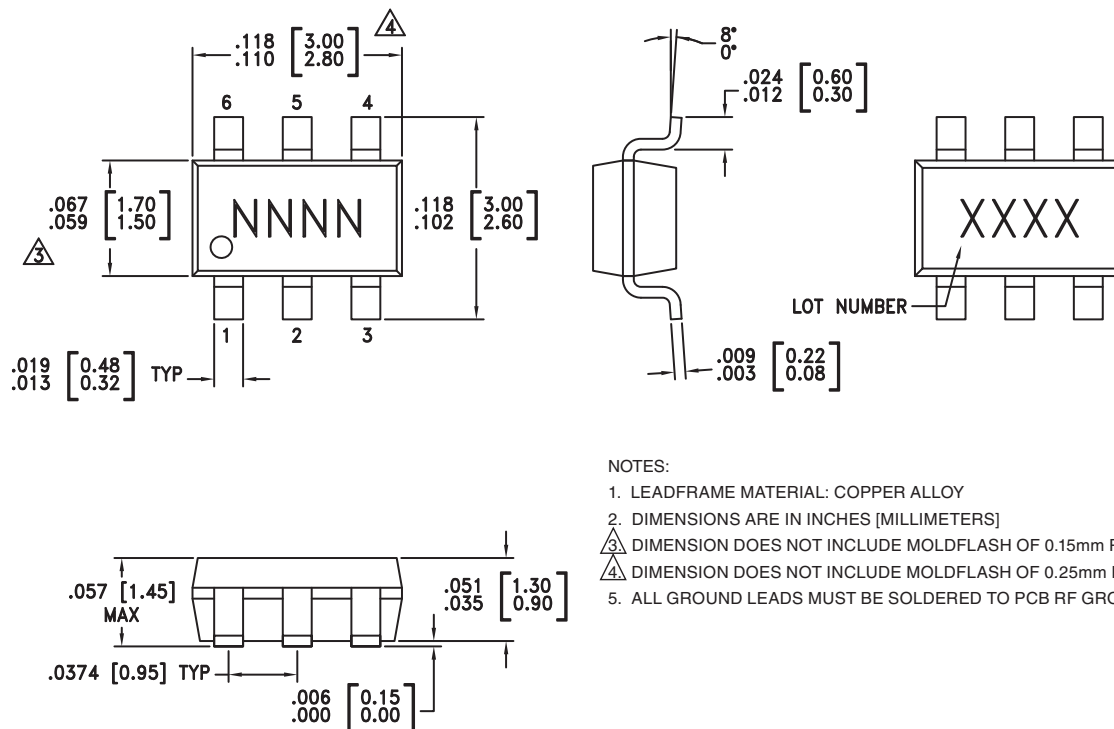 .118 [3.00]
.110 [2.80]
4
6 5 4
.067 [1.70]
.059 [1.50]
3
NNNN
.118 [3.00]
.102 [2.60]
1 2 3
.019 [0.48]
.013 [0.32] TYP
8°
0°
.024 [0.60]
.012 [0.30]
.009 [0.22]
.003 [0.08]
XXXX
LOT NUMBER
.057 [1.45]
MAX
.051 [1.30]
.035 [0.90]
.0374 [0.95] TYP
.006 [0.15]
.000 [0.00]
NOTES:
1. LEADFRAME MATERIAL: COPPER ALLOY
2. DIMENSIONS ARE IN INCHES [MILLIMETERS]
3. DIMENSION DOES NOT INCLUDE MOLDFLASH OF 0.15mm
4. DIMENSION DOES NOT INCLUDE MOLDFLASH OF 0.25mm
5. ALL GROUND LEADS MUST BE SOLDERED TO PCB RF